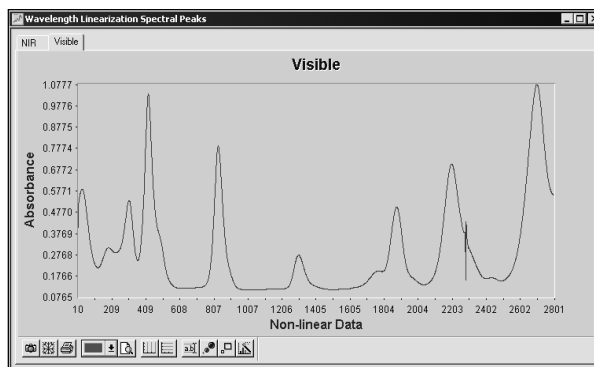 Wavelength Linearization Spectral Peaks
NIR Visible
Visible
1.0777
0.9776
0.8775
0.7774
0.6773
0.6772
0.5771
0.4770
0.3769
0.2768
0.1766
0.0765
Absorbance
10 209 409 608 807 1007 1206 1405 1605 1804 2004 2203 2402 2602 2801
Non-linear Data
a.b